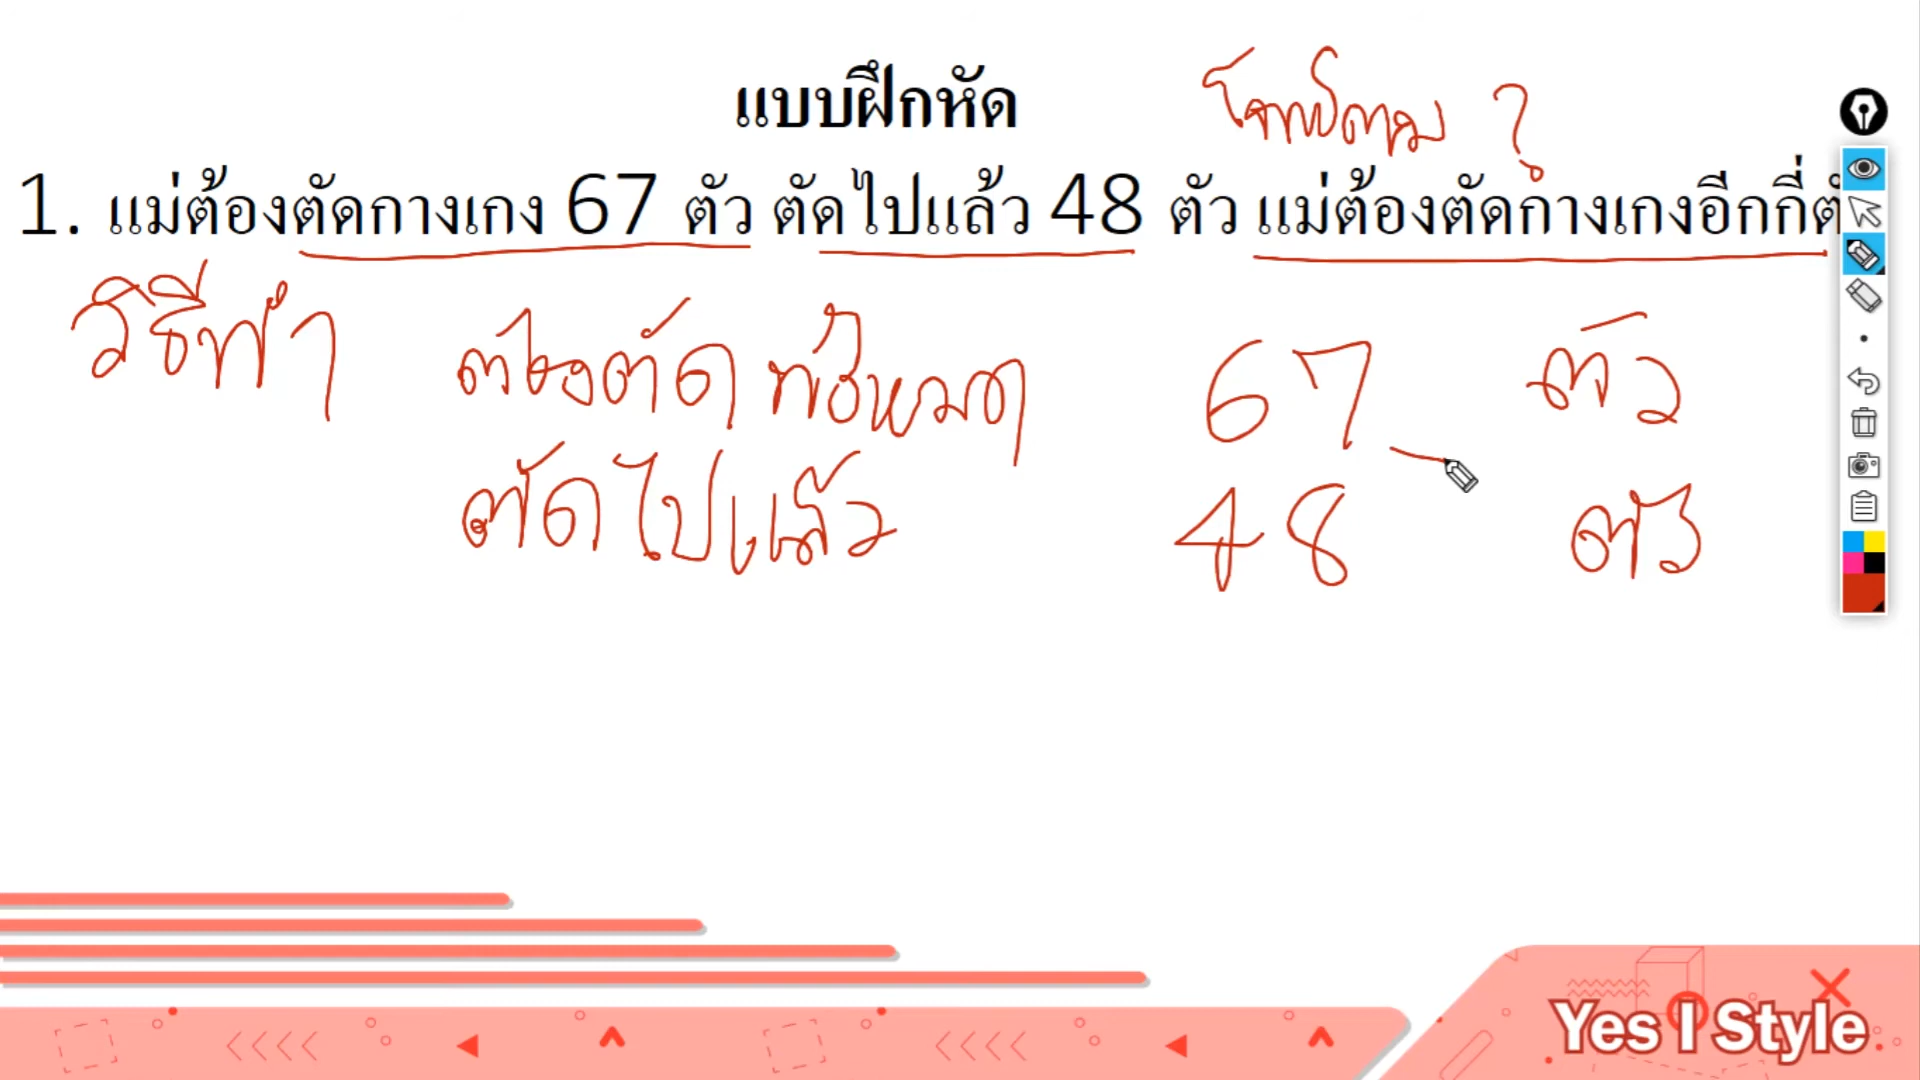 แบบฝึกหัด
โจทย์ถาม ?
1. แม่ต้องตัดกางเกง 67 ตัว ตัดไปแล้ว 48 ตัว แม่ต้องตัดกางเกงอีกกี่ตั
วิธีทำ ต้องตัดทั้งหมด 67 ตัว
ตัดไปแล้ว 48 ตัว
Yes I Style